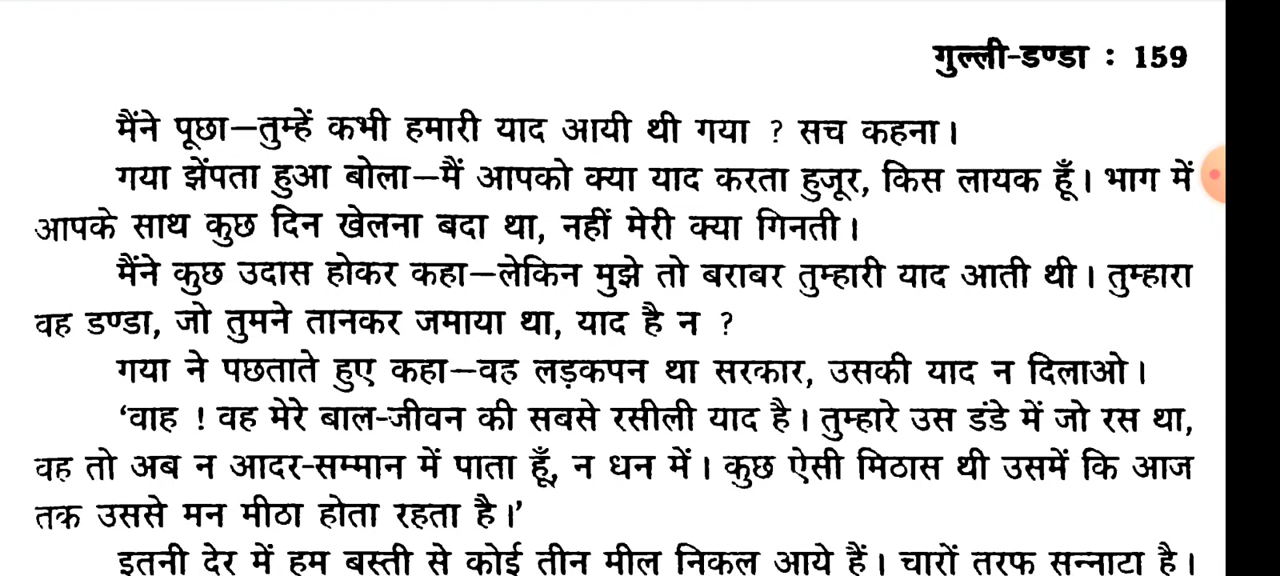 गुल्ली-डण्डा : 159
मैंने पूछा—तुम्हें कभी हमारी याद आयी थी गया ? सच कहना।
गया झेंपता हुआ बोला—मैं आपको क्या याद करता हुजूर, किस लायक हूँ। भाग में
आपके साथ कुछ दिन खेलना बदा था, नहीं मेरी क्या गिनती।
मैंने कुछ उदास होकर कहा—लेकिन मुझे तो बराबर तुम्हारी याद आती थी। तुम्हारा
वह डण्डा, जो तुमने तानकर जमाया था, याद है न ?
गया ने पछताते हुए कहा—वह लड़कपन था सरकार, उसकी याद न दिलाओ।
‘वाह ! वह मेरे बाल-जीवन की सबसे रसीली याद है। तुम्हारे उस डंडे में जो रस था,
वह तो अब न आदर-सम्मान में पाता हूँ, न धन में। कुछ ऐसी मिठास थी उसमें कि आज
तक उससे मन मीठा होता रहता है।’
इतनी देर में हम बस्ती से कोई तीन मील निकल आये हैं। चारों तरफ सन्नाटा है।